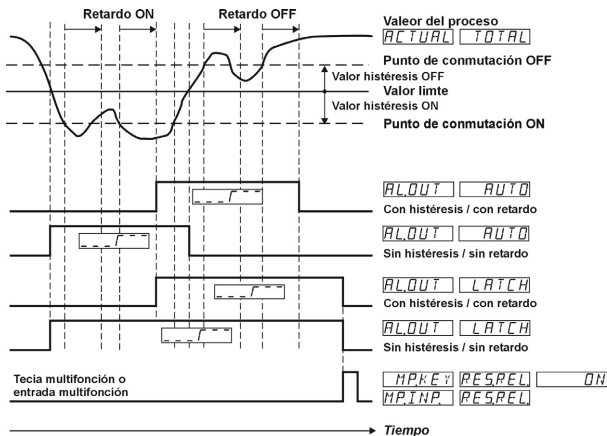 Retardo ON Retardo OFF
Valeor del proceso
ACTUAL TOTAL
Punto de conmutación OFF
Valor histéresis OFF
Valor limte
Valor histéresis ON
Punto de conmutación ON
AL.OUT AUTO
Con histéresis / con retardo
AL.OUT AUTO
Sin histéresis / sin retardo
AL.OUT LATCH
Con histéresis / con retardo
AL.OUT LATCH
Sin histéresis / sin retardo
Tecia multifonción o
entrada multifonción
MP.KEY RES.REL. ON
MP.INP. RES.REL.
Tiempo